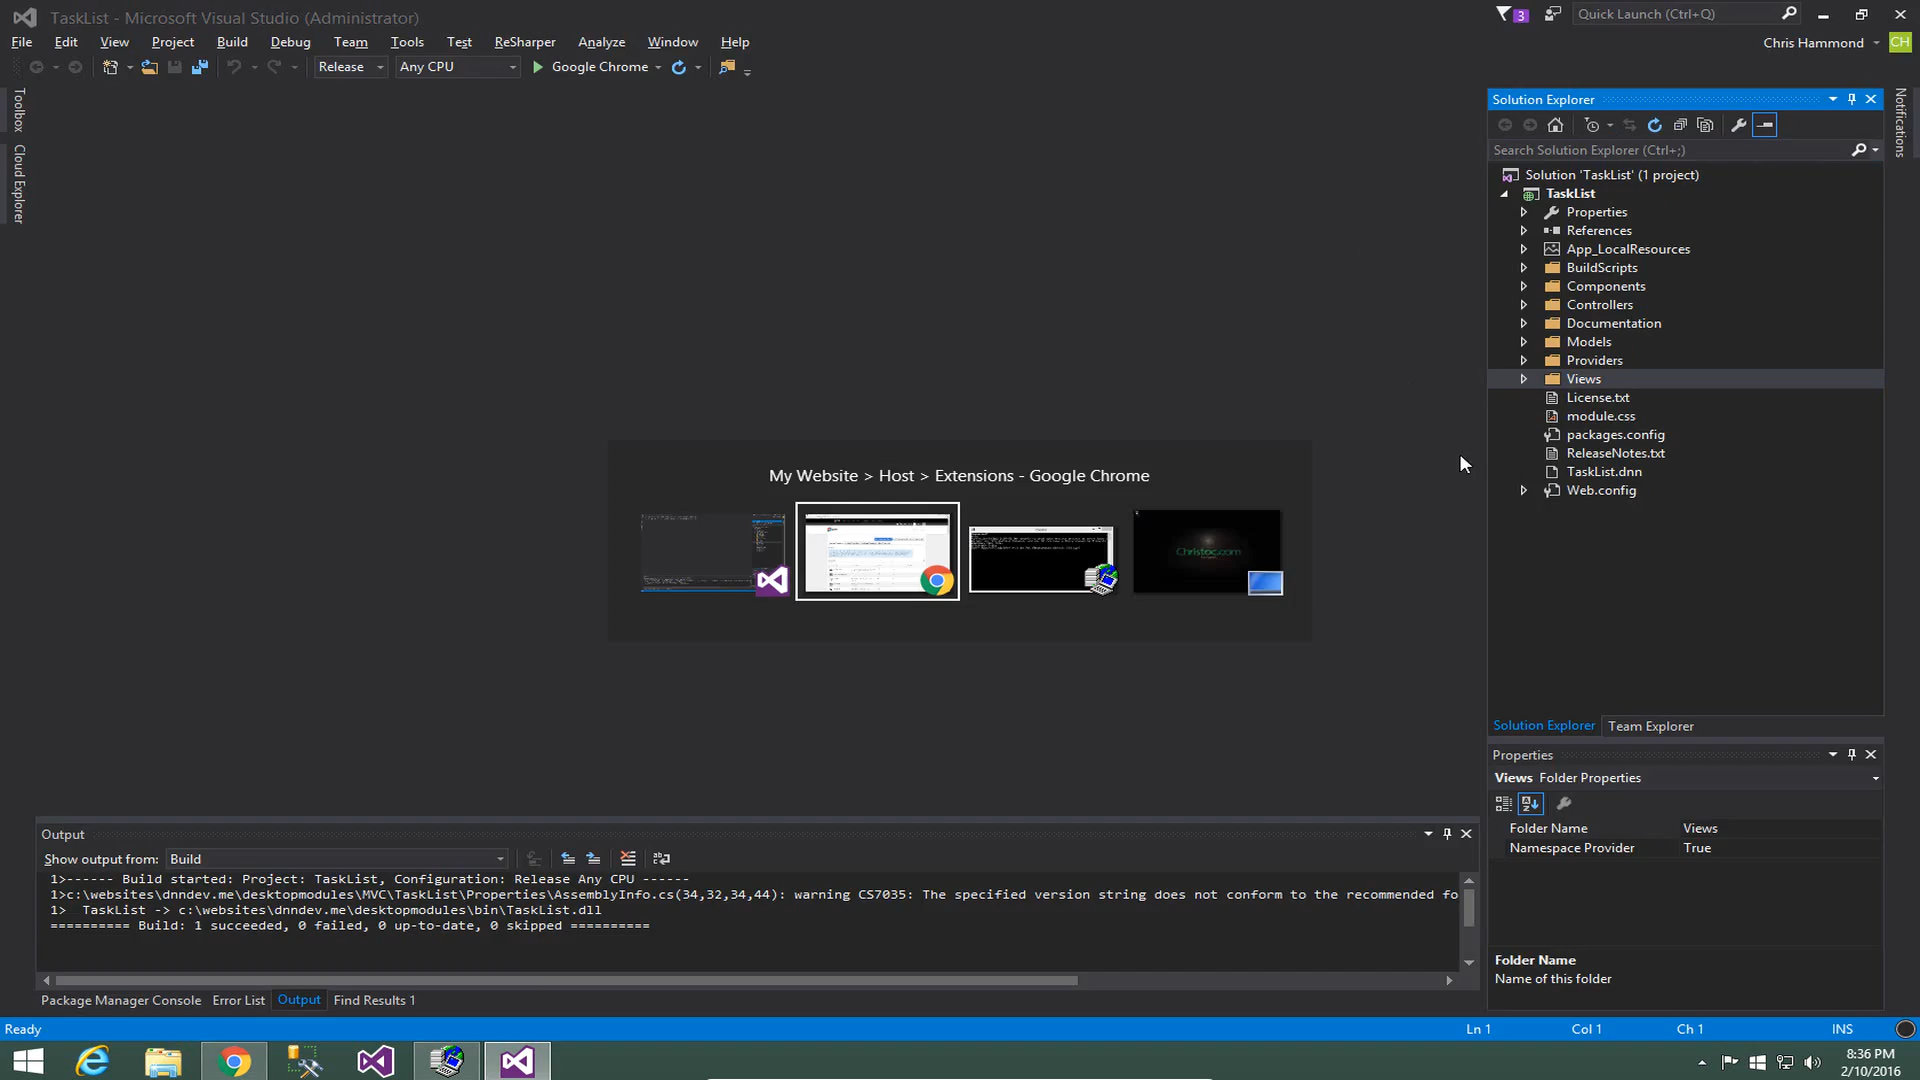 TaskList - Microsoft Visual Studio (Administrator)
3
Quick Launch (Ctrl+Q)
File Edit View Project Build Debug Team Tools Test ReSharper Analyze Window Help
Chris Hammond CH
Release Any CPU Google Chrome
Toolbox
Cloud Explorer
Notifications
Solution Explorer
Search Solution Explorer (Ctrl+;)
Solution 'TaskList' (1 project)
TaskList
Properties
References
App_LocalResources
BuildScripts
Components
Controllers
Documentation
Models
Providers
Views
License.txt
module.css
packages.config
ReleaseNotes.txt
TaskList.dnn
Web.config
My Website > Host > Extensions - Google Chrome
Christoc.com
Solution Explorer Team Explorer
Properties
Views Folder Properties
Folder Name Views
Namespace Provider True
Folder Name
Name of this folder
Output
Show output from: Build
1>------ Build started: Project: TaskList, Configuration: Release Any CPU ------
1>c:\websites\dnndev.me\desktopmodules\MVC\TaskList\Properties\AssemblyInfo.cs(34,32,34,44): warning CS7035: The specified version string does not conform to the recommended fo
1>  TaskList -> c:\websites\dnndev.me\desktopmodules\bin\TaskList.dll
========== Build: 1 succeeded, 0 failed, 0 up-to-date, 0 skipped ==========
Package Manager Console Error List Output Find Results 1
Ready Ln 1 Col 1 Ch 1 INS
8:36 PM
2/10/2016